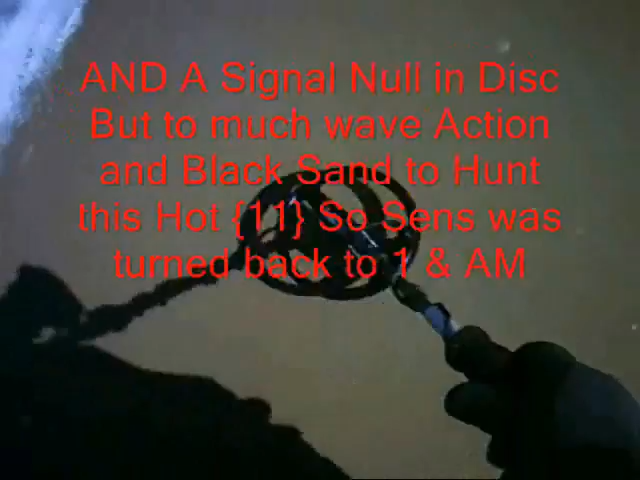 AND A Signal Null in Disc
But to much wave Action
and Black Sand to Hunt
this Hot {11} So Sens was
turned back to 1 & AM